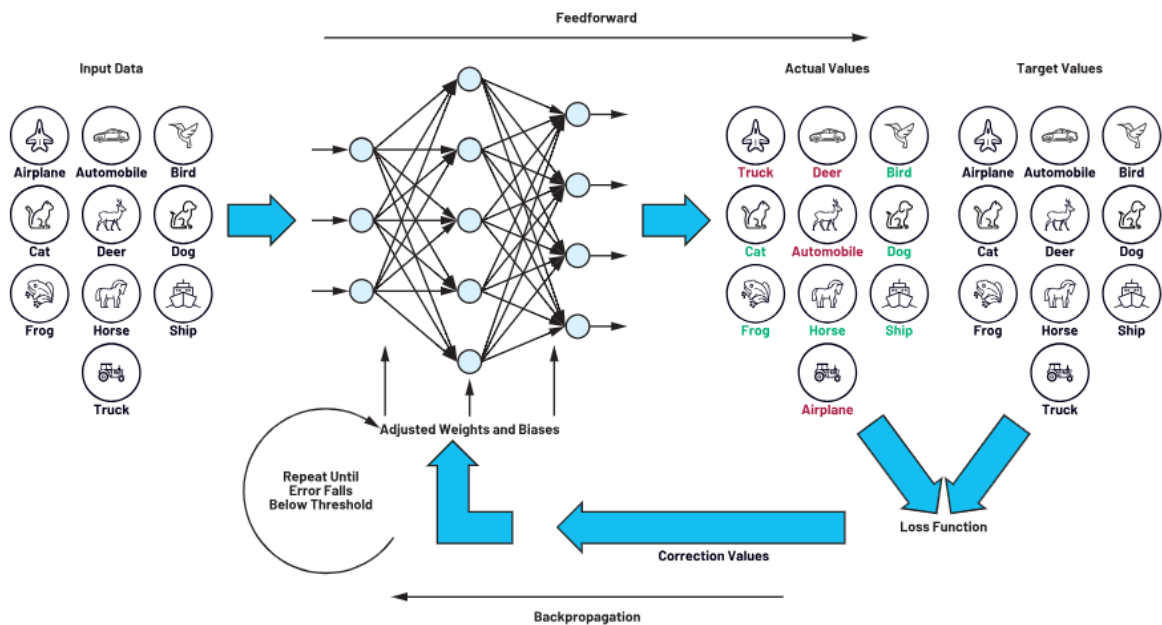 Feedforward
Input Data
Actual Values
Target Values
Airplane Automobile Bird
Truck Deer Bird
Airplane Automobile Bird
Cat Deer Dog
Cat Automobile Dog
Cat Deer Dog
Frog Horse Ship
Frog Horse Ship
Frog Horse Ship
Truck
Airplane
Truck
Adjusted Weights and Biases
Repeat Until
Error Falls
Below Threshold
Loss Function
Correction Values
Backpropagation